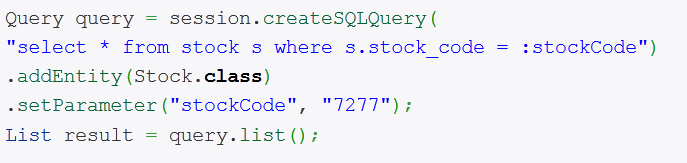 Query query = session.createSQLQuery(
"select * from stock s where s.stock_code = :stockCode")
.addEntity(Stock.class)
.setParameter("stockCode", "7277");
List result = query.list();